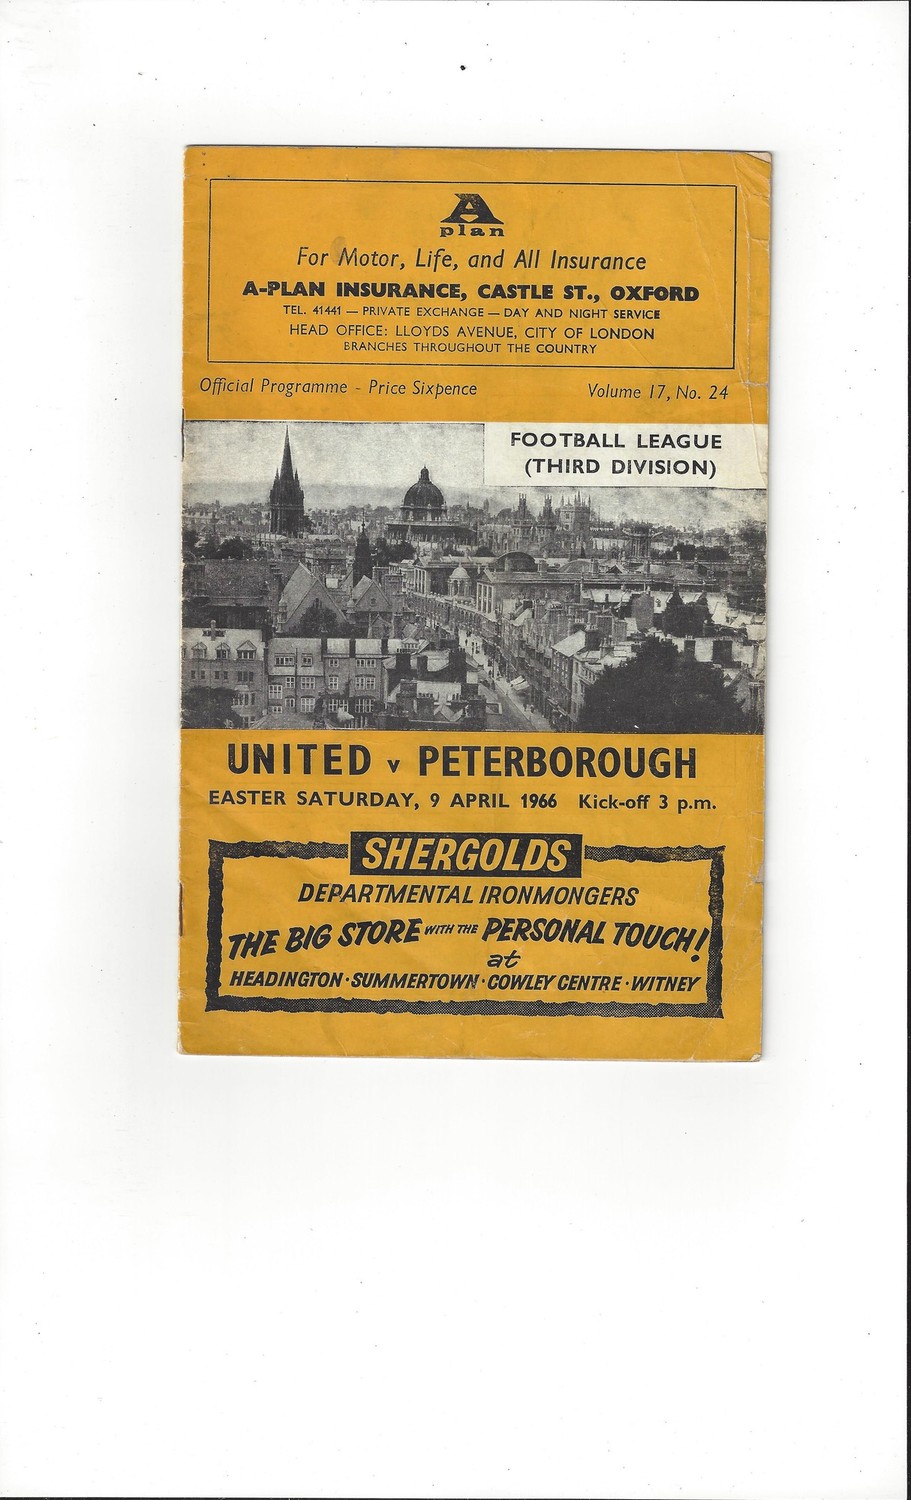 A
plan
For Motor, Life, and All Insurance
A-PLAN INSURANCE, CASTLE ST., OXFORD
TEL. 41441 — PRIVATE EXCHANGE — DAY AND NIGHT SERVICE
HEAD OFFICE: LLOYDS AVENUE, CITY OF LONDON
BRANCHES THROUGHOUT THE COUNTRY
Official Programme - Price Sixpence Volume 17, No. 24
FOOTBALL LEAGUE
(THIRD DIVISION)
UNITED v PETERBOROUGH
EASTER SATURDAY, 9 APRIL 1966 Kick-off 3 p.m.
SHERGOLDS
DEPARTMENTAL IRONMONGERS
THE BIG STORE WITH THE PERSONAL TOUCH!
at
HEADINGTON · SUMMERTOWN · COWLEY CENTRE · WITNEY